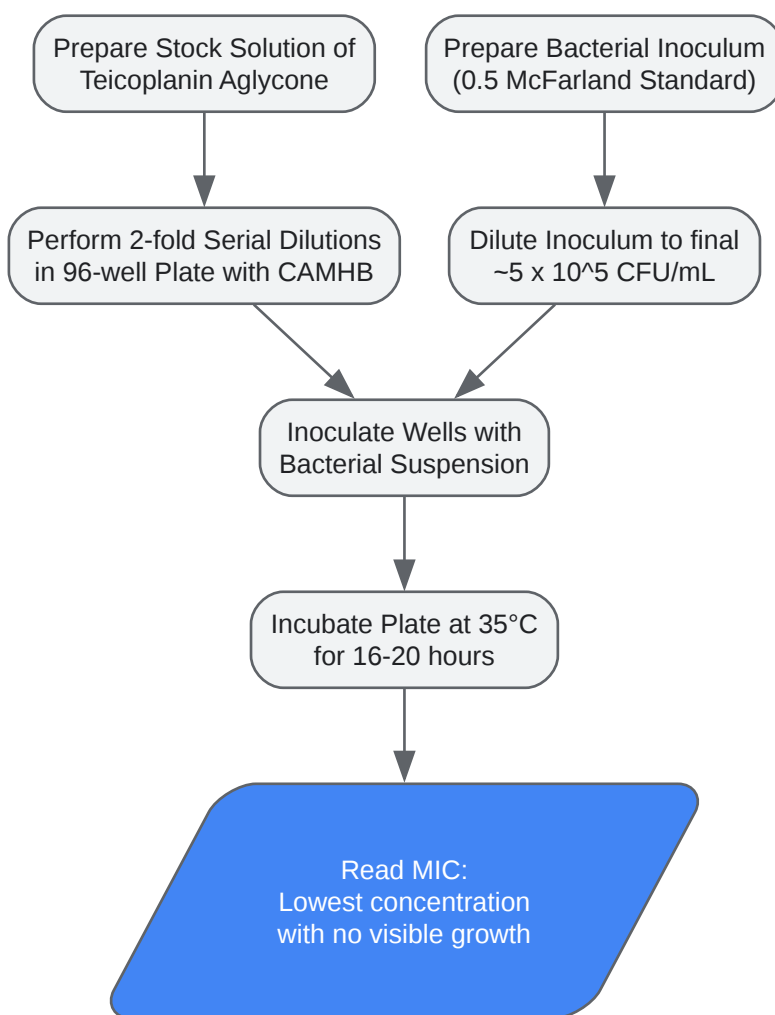 Prepare Stock Solution of
Teicoplanin Aglycone
Prepare Bacterial Inoculum
(0.5 McFarland Standard)
Perform 2-fold Serial Dilutions
in 96-well Plate with CAMHB
Dilute Inoculum to final
~5 x 10^5 CFU/mL
Inoculate Wells with
Bacterial Suspension
Incubate Plate at 35°C
for 16-20 hours
Read MIC:
Lowest concentration
with no visible growth